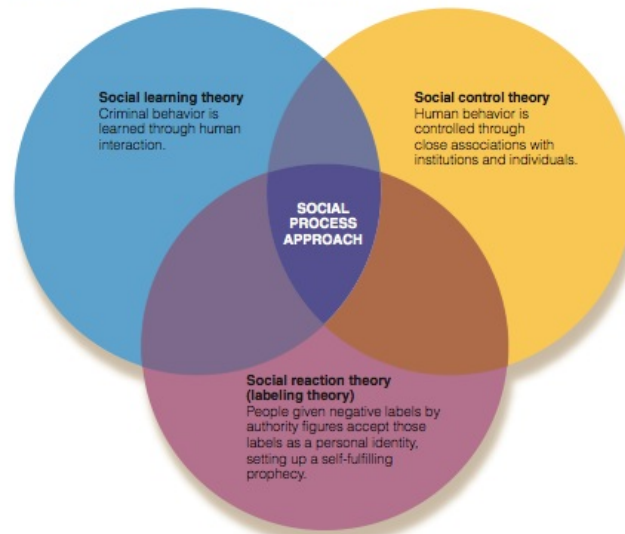 Social learning theory
Criminal behavior is
learned through human
interaction.
Social control theory
Human behavior is
controlled through
close associations with
institutions and individuals.
SOCIAL
PROCESS
APPROACH
Social reaction theory
(labeling theory)
People given negative labels by
authority figures accept those
labels as a personal identity,
setting up a self-fulfilling
prophecy.